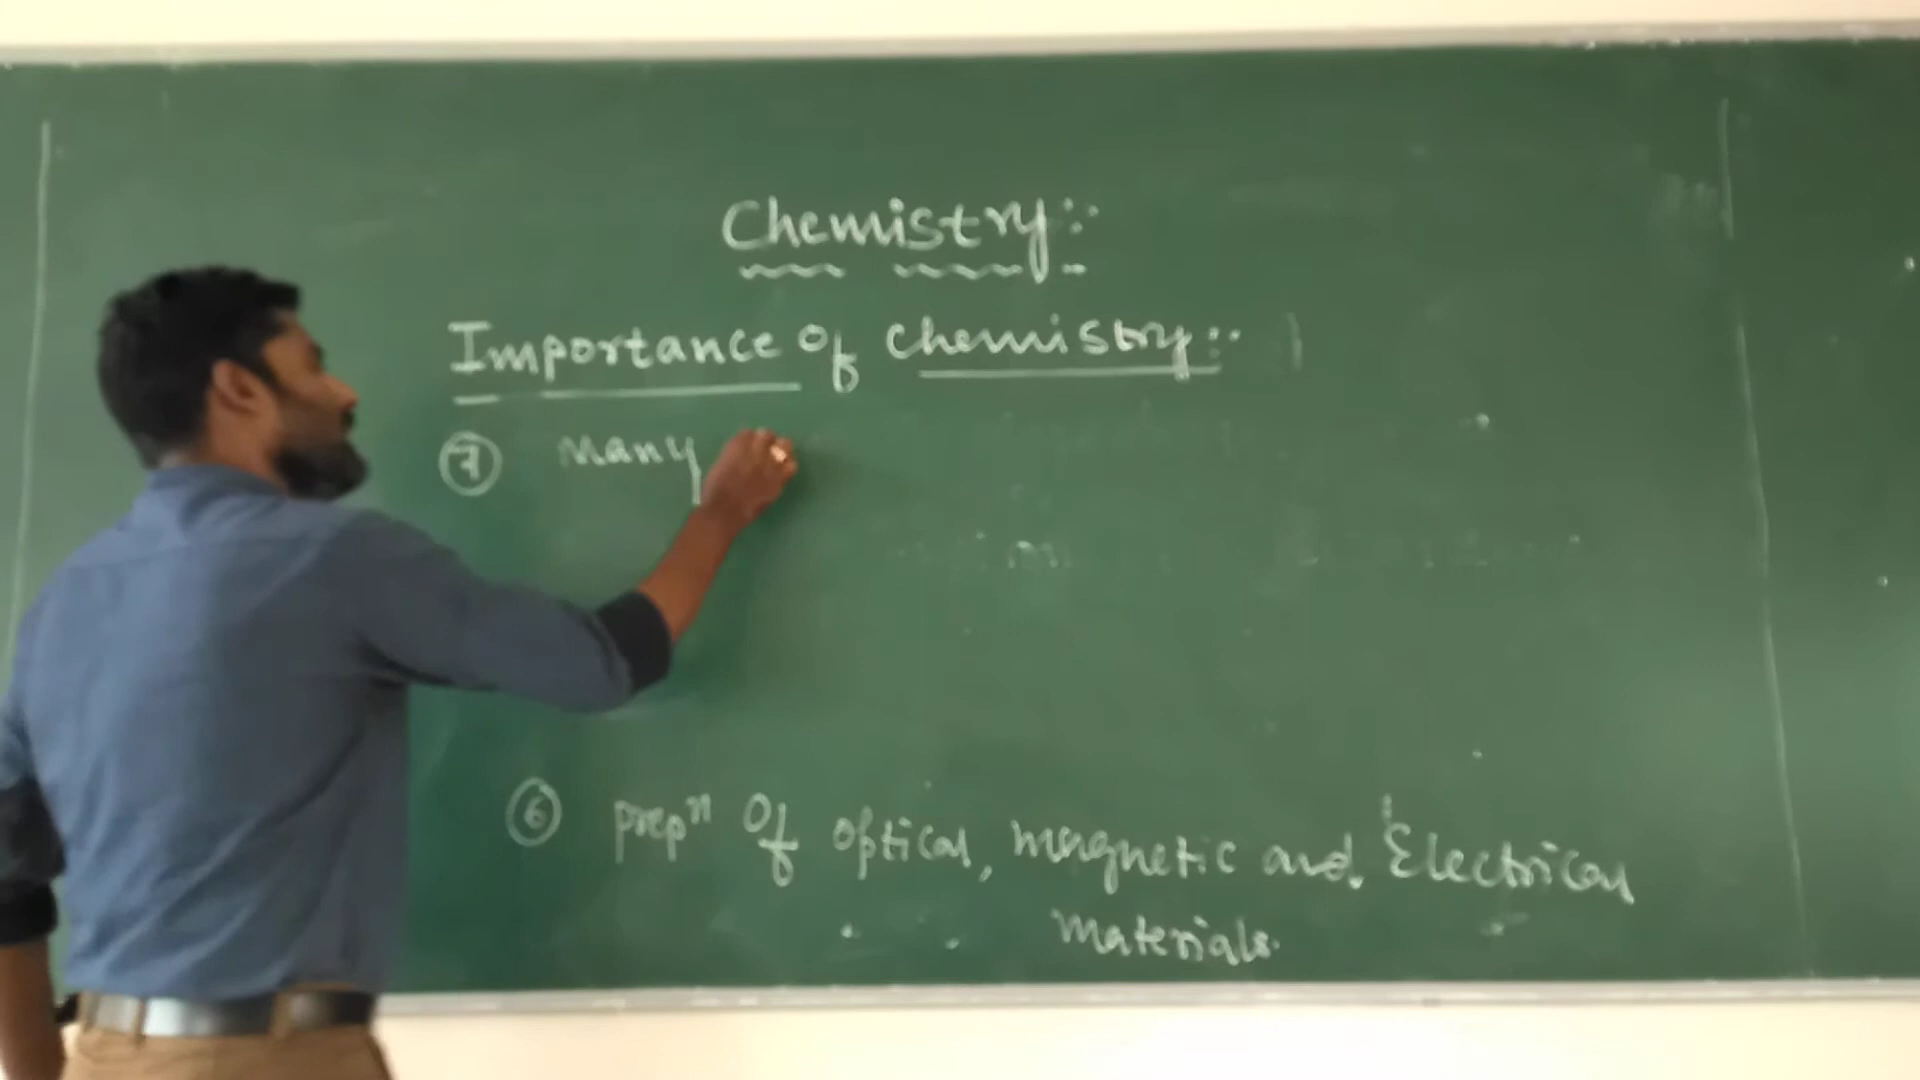 Chemistry:-
Importance of Chemistry:-
⑦ Many
⑥ prepⁿ of optical, magnetic and Electrical
Materials.